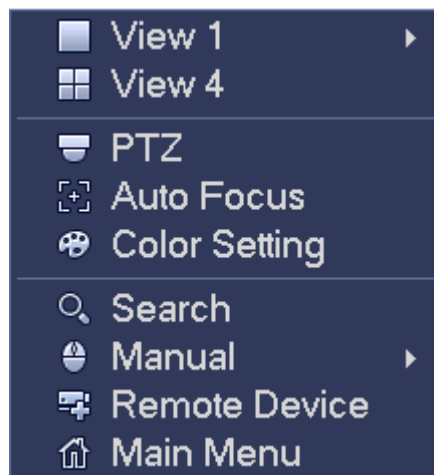 View 1
View 4
PTZ
Auto Focus
Color Setting
Search
Manual
Remote Device
Main Menu